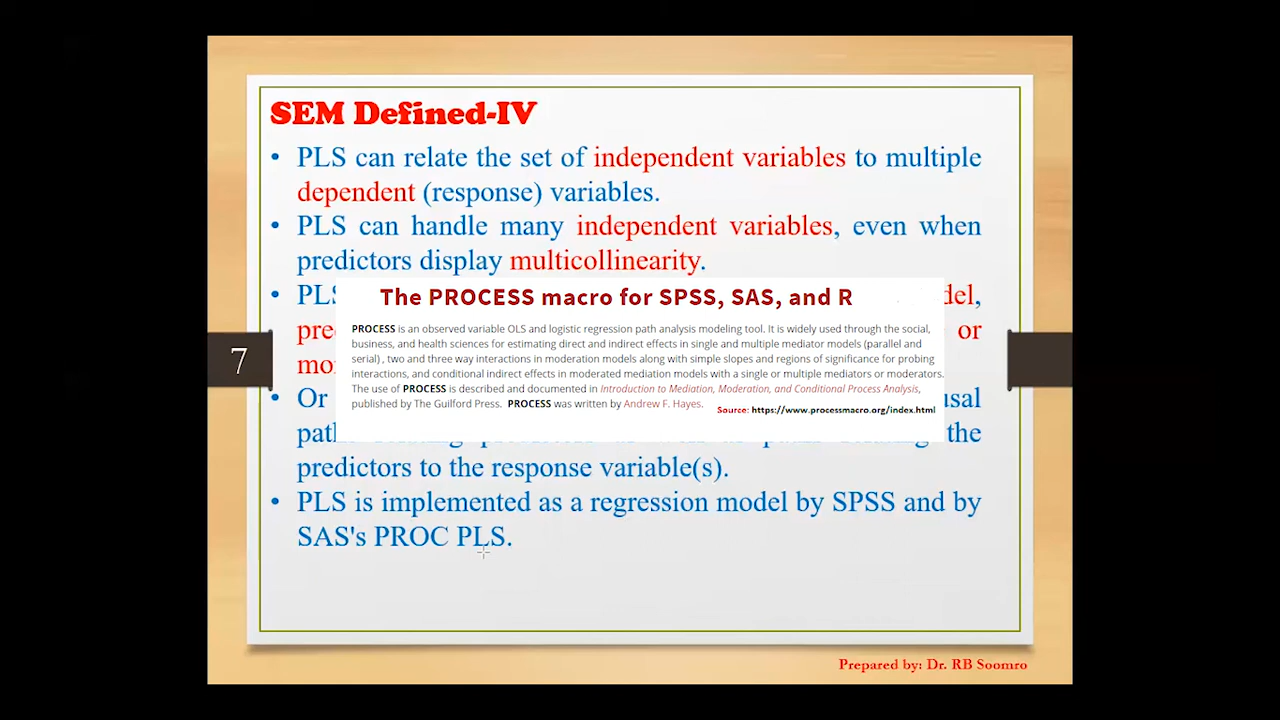 SEM Defined-IV
• PLS can relate the set of independent variables to multiple
dependent (response) variables.
• PLS can handle many independent variables, even when
predictors display multicollinearity.
The PROCESS macro for SPSS, SAS, and R
PROCESS is an observed variable OLS and logistic regression path analysis modeling tool. It is widely used through the social,
business, and health sciences for estimating direct and indirect effects in single and multiple mediator models (parallel and
serial) , two and three way interactions in moderation models along with simple slopes and regions of significance for probing
interactions, and conditional indirect effects in moderated mediation models with a single or multiple mediators or moderators.
The use of PROCESS is described and documented in Introduction to Mediation, Moderation, and Conditional Process Analysis,
published by The Guilford Press. PROCESS was written by Andrew F. Hayes.
Source: https://www.processmacro.org/index.html
• PLS
or
7
• Or
the
predictors to the response variable(s).
• PLS is implemented as a regression model by SPSS and by
SAS's PROC PLS.
Prepared by: Dr. RB Soomro